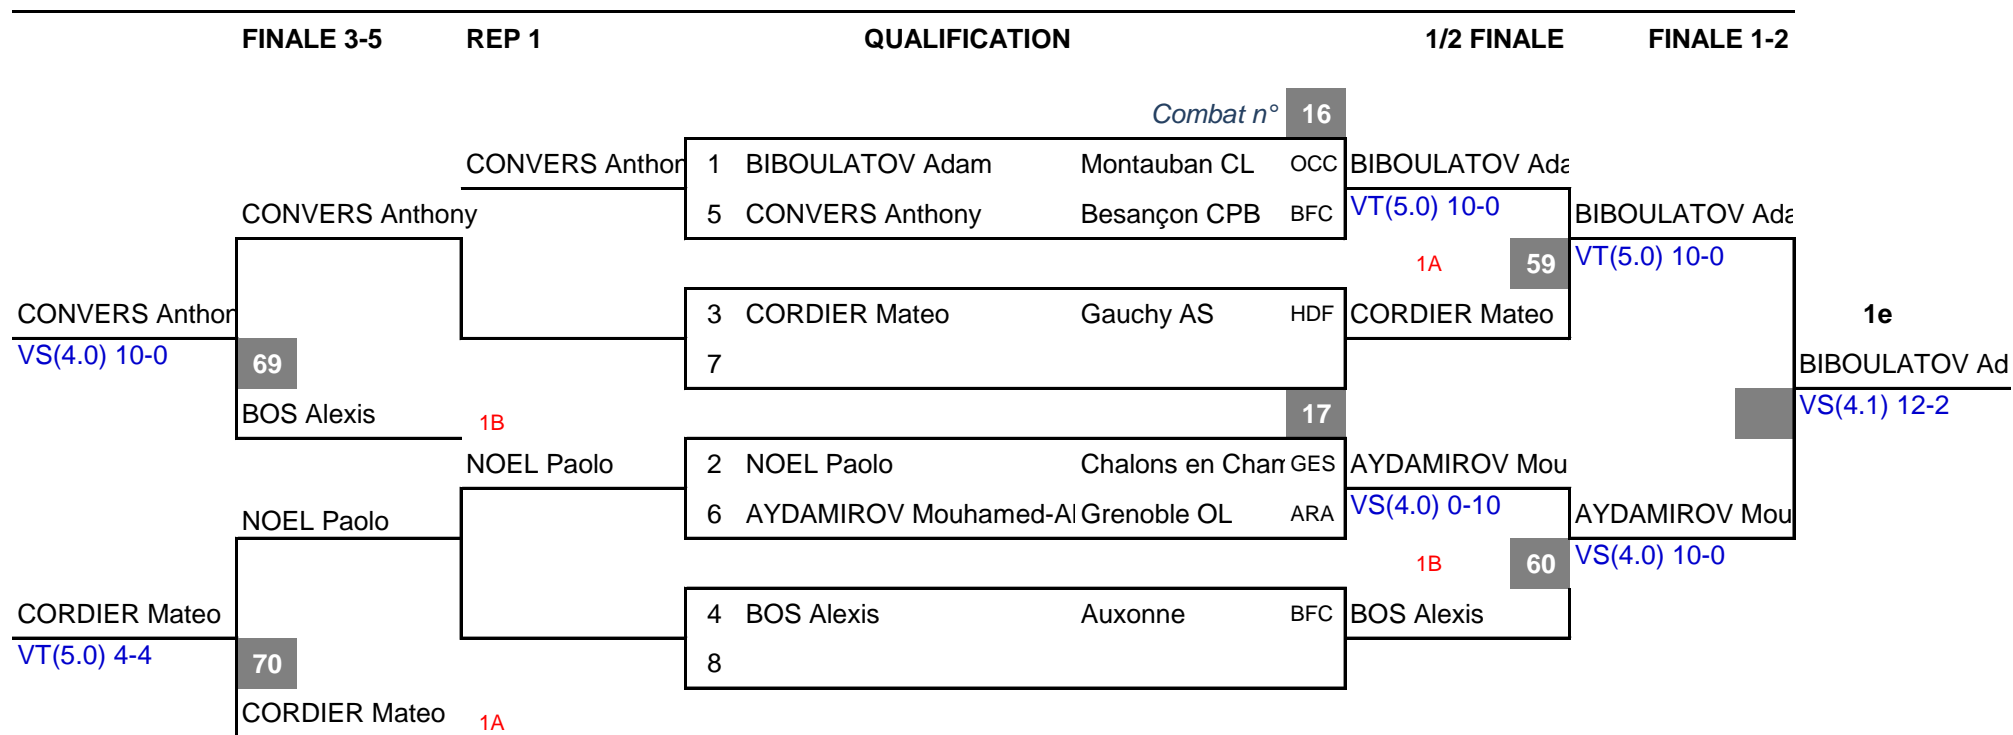 FINALE 3-5 REP 1 QUALIFICATION 1/2 FINALE FINALE 1-2
Combat n° 16
CONVERS Anthor 1 BIBOULATOV Adam Montauban CL OCC BIBOULATOV Ada
CONVERS Anthony 5 CONVERS Anthony Besançon CPB BFC VT(5.0) 10-0 BIBOULATOV Ada
1A 59 VT(5.0) 10-0
CONVERS Anthor 3 CORDIER Mateo Gauchy AS HDF CORDIER Mateo 1e
VS(4.0) 10-0 69 7 BIBOULATOV Ad
BOS Alexis 1B 17 VS(4.1) 12-2
NOEL Paolo 2 NOEL Paolo Chalons en Cham GES AYDAMIROV Mou
NOEL Paolo 6 AYDAMIROV Mouhamed-Al Grenoble OL ARA VS(4.0) 0-10 AYDAMIROV Mou
1B 60 VS(4.0) 10-0
CORDIER Mateo 4 BOS Alexis Auxonne BFC BOS Alexis
VT(5.0) 4-4 70 8
CORDIER Mateo 1A